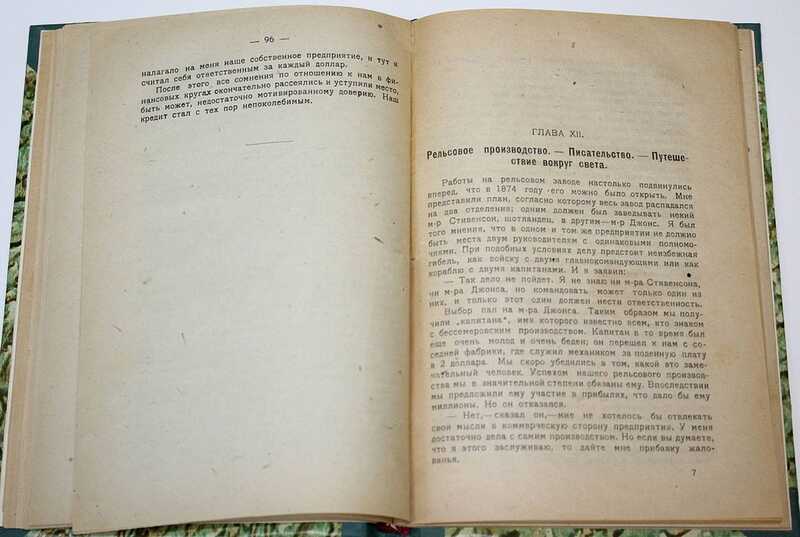 — 96 —
налагало на меня наше собственное предприятие, и тут я
считал себя ответственным за каждый доллар.
После этого все сомнения по отношению к нам в фи-
нансовых кругах окончательно рассеялись и уступили место,
быть может, недостаточно мотивированному доверию. Наш
кредит стал с тех пор непоколебимым.
ГЛАВА XII.
Рельсовое производство. — Писательство. — Путеше-
ствие вокруг света.
Работы на рельсовом заводе настолько подвинулись
вперед, что в 1874 году его можно было открыть. Мне
представили план, согласно которому весь завод распадался
на два отделения; одним должен был заведывать некий
м-р Стивенсон, шотландец, а другим—м-р Джонс. Я был
того мнения, что в одном и том же предприятии не должно
быть места двум руководителям с одинаковыми полномо-
чиями. При подобных условиях делу предстоит неизбежная
гибель, как войску с двумя главнокомандующими или как
кораблю с двумя капитанами. И я заявил:
— Так дело не пойдет. Я не знаю ни м-ра Стивенсона,
ни м-ра Джонса, но командовать может только один из
них, и только этот один должен нести ответственность.
Выбор пал на м-ра Джонса. Таким образом мы полу-
чили „капитана“, имя которого известно всем, кто знаком
с бессемеровским производством. Капитан в то время был
еще очень молод и очень беден; он перешел к нам с со-
седней фабрики, где служил механиком за поденную плату
в 2 доллара. Мы скоро убедились в том, какой это заме-
чательный человек. Успехом нашего рельсового производ-
ства мы в значительной степени обязаны ему. Впоследствии
мы предложили ему участие в прибылях, что дало бы ему
миллионы. Но он отказался.
— Нет,—сказал он,—мне не хотелось бы отвлекать
свои мысли в коммерческую сторону предприятия. У меня
достаточно дела с самим производством. Но если вы думаете,
что я этого заслуживаю, то дайте мне прибавку жало-
ванья.
7